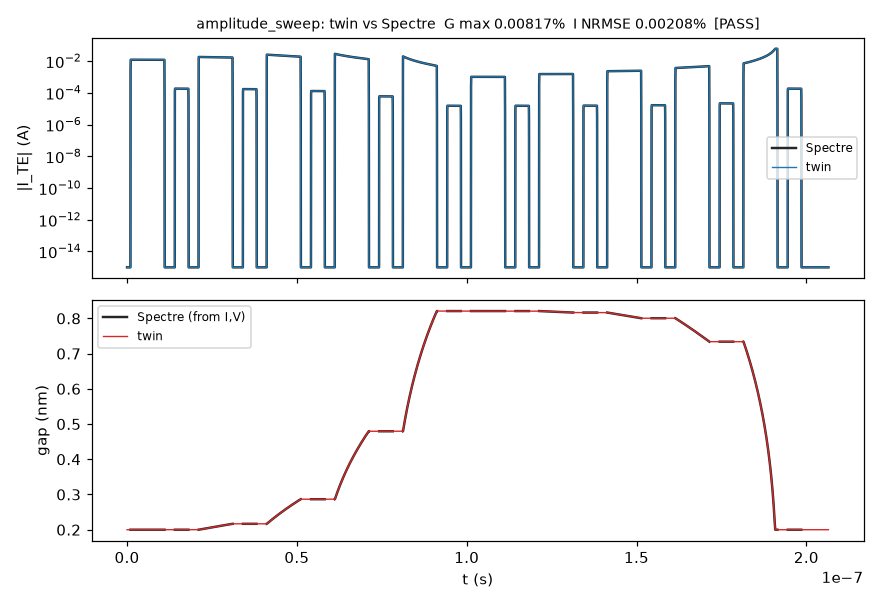 amplitude_sweep: twin vs Spectre  G max 0.00817%  I NRMSE 0.00208%  [PASS]
|I_TE| (A)
10⁻²
10⁻⁴
10⁻⁶
10⁻⁸
10⁻¹⁰
10⁻¹²
10⁻¹⁴
Spectre
twin
gap (nm)
0.8
0.7
0.6
0.5
0.4
0.3
0.2
Spectre (from I,V)
twin
0.0 0.5 1.0 1.5 2.0
1e−7
t (s)